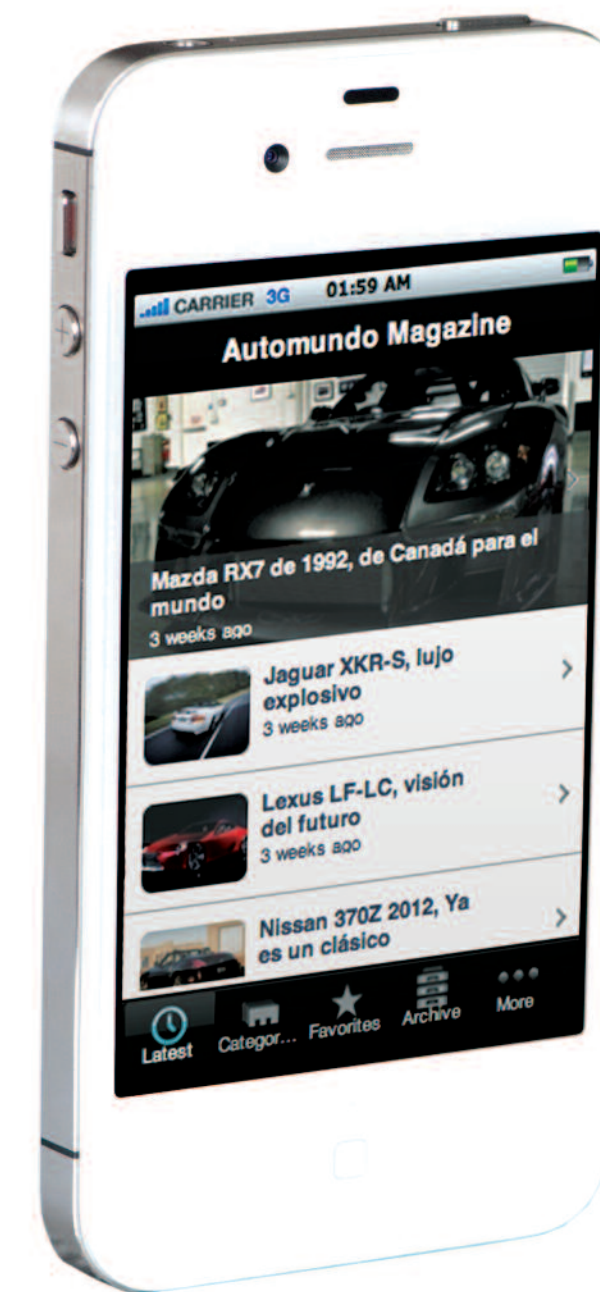 CARRIER 3G 01:59 AM
Automundo Magazine
Mazda RX7 de 1992, de Canadá para el
mundo
3 weeks ago
Jaguar XKR-S, lujo
explosivo
3 weeks ago
Lexus LF-LC, visión
del futuro
3 weeks ago
Nissan 370Z 2012, Ya
es un clásico
Latest Categor... Favorites Archive More